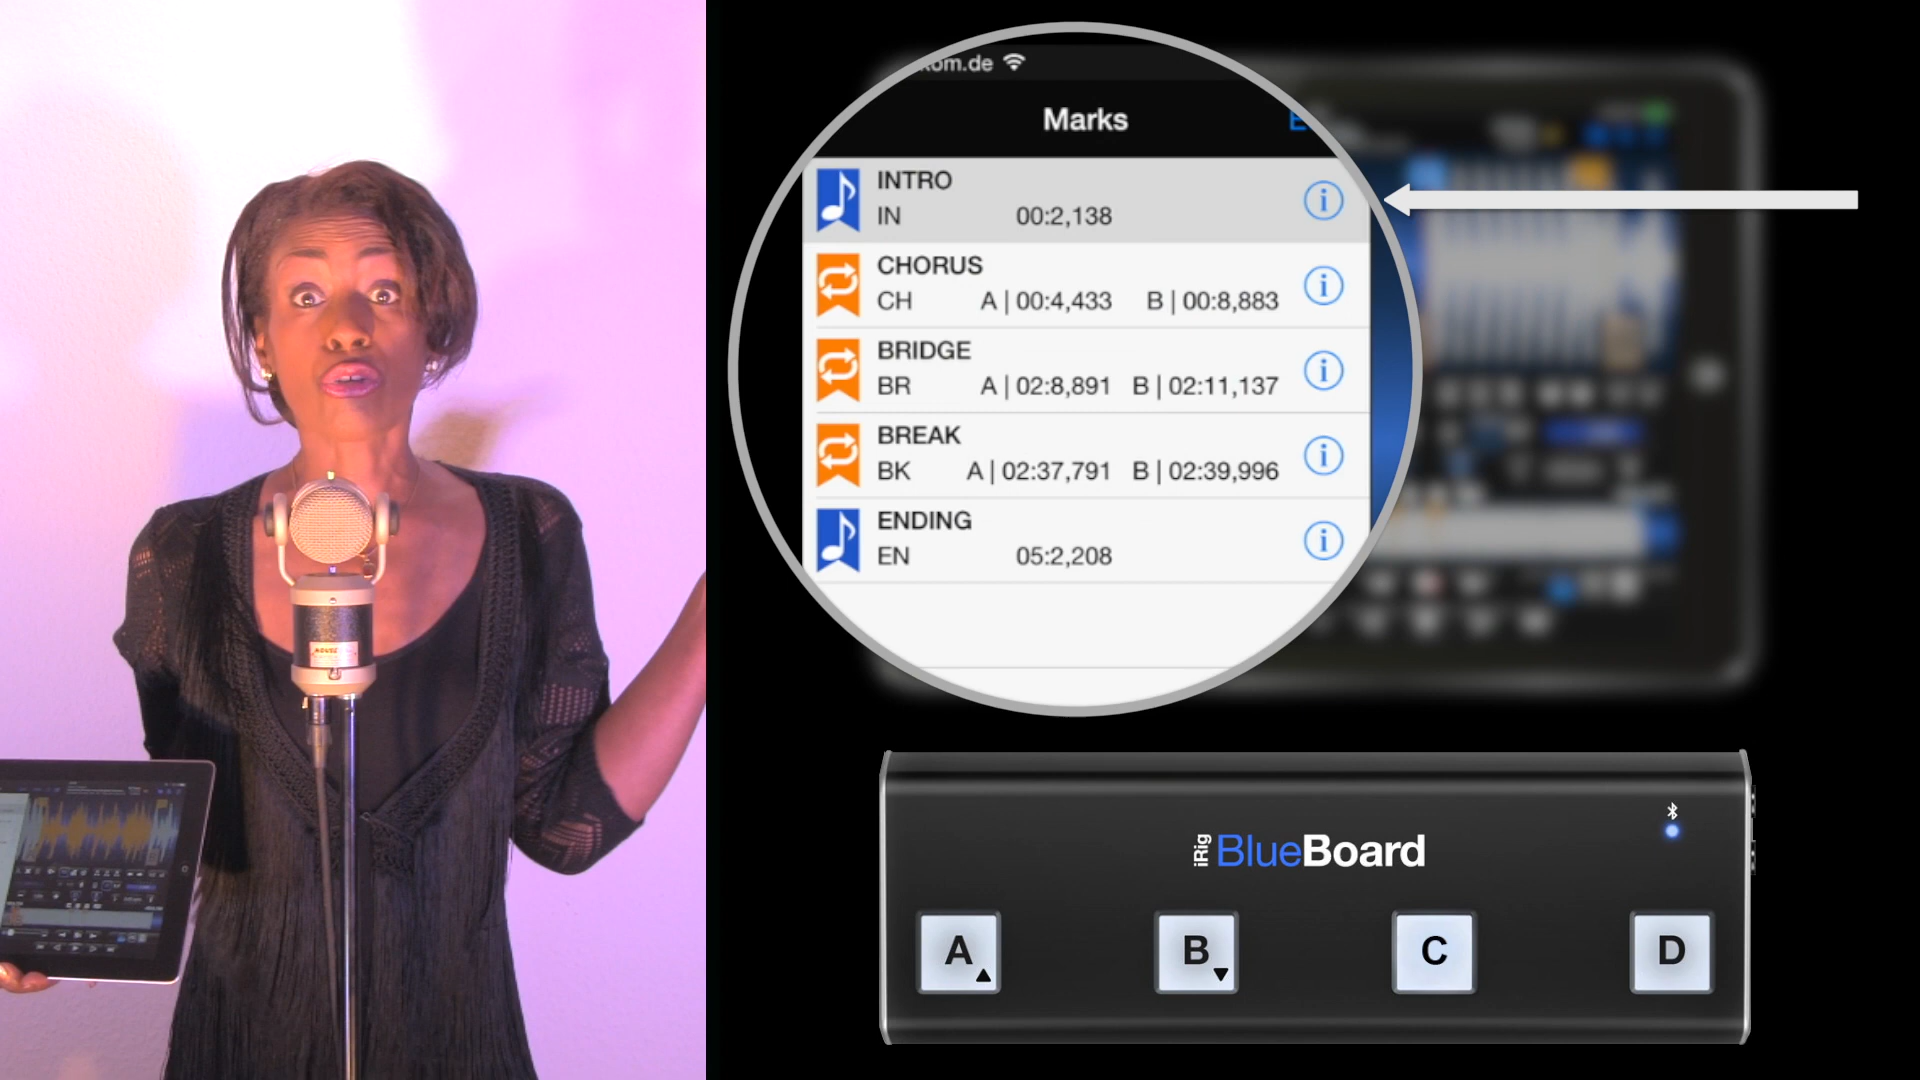 kom.de
Marks
INTRO
IN 00:2,138
CHORUS
CH A | 00:4,433 B | 00:8,883
BRIDGE
BR A | 02:8,891 B | 02:11,137
BREAK
BK A | 02:37,791 B | 02:39,996
ENDING
EN 05:2,208
iRig BlueBoard
A B C D